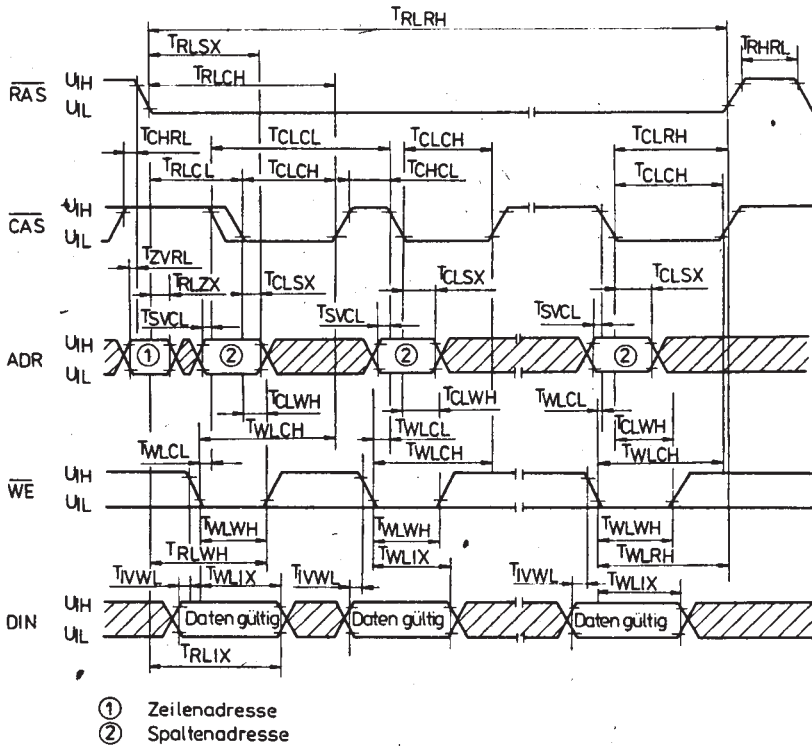 TRLRH
TRLSX TRHRL
TRLCH
RAS UIH
UIL
TCHRL TCLCL TCLCH TCLRH
TRLCL TCLCH TCHCL TCLCH
CAS UIH
UIL
TZVRL
TRLZX TCLSX TCLSX TCLSX
TSVCL TSVCL TSVCL
ADR UIH
UIL
1 2 2 2
TCLWH TCLWH TWLCL
TWLCH TWLCL TCLWH
TWLCL TWLCH TWLCH
WE UIH
UIL
TWLWH TWLWH TWLWH
TRLWH TWLIX TWLRH
TIVWL TWLIX TIVWL TIVWL TWLIX
DIN UIH
UIL
Daten gültig Daten gültig Daten gültig
TRLIX
1 Zeilenadresse
2 Spaltenadresse